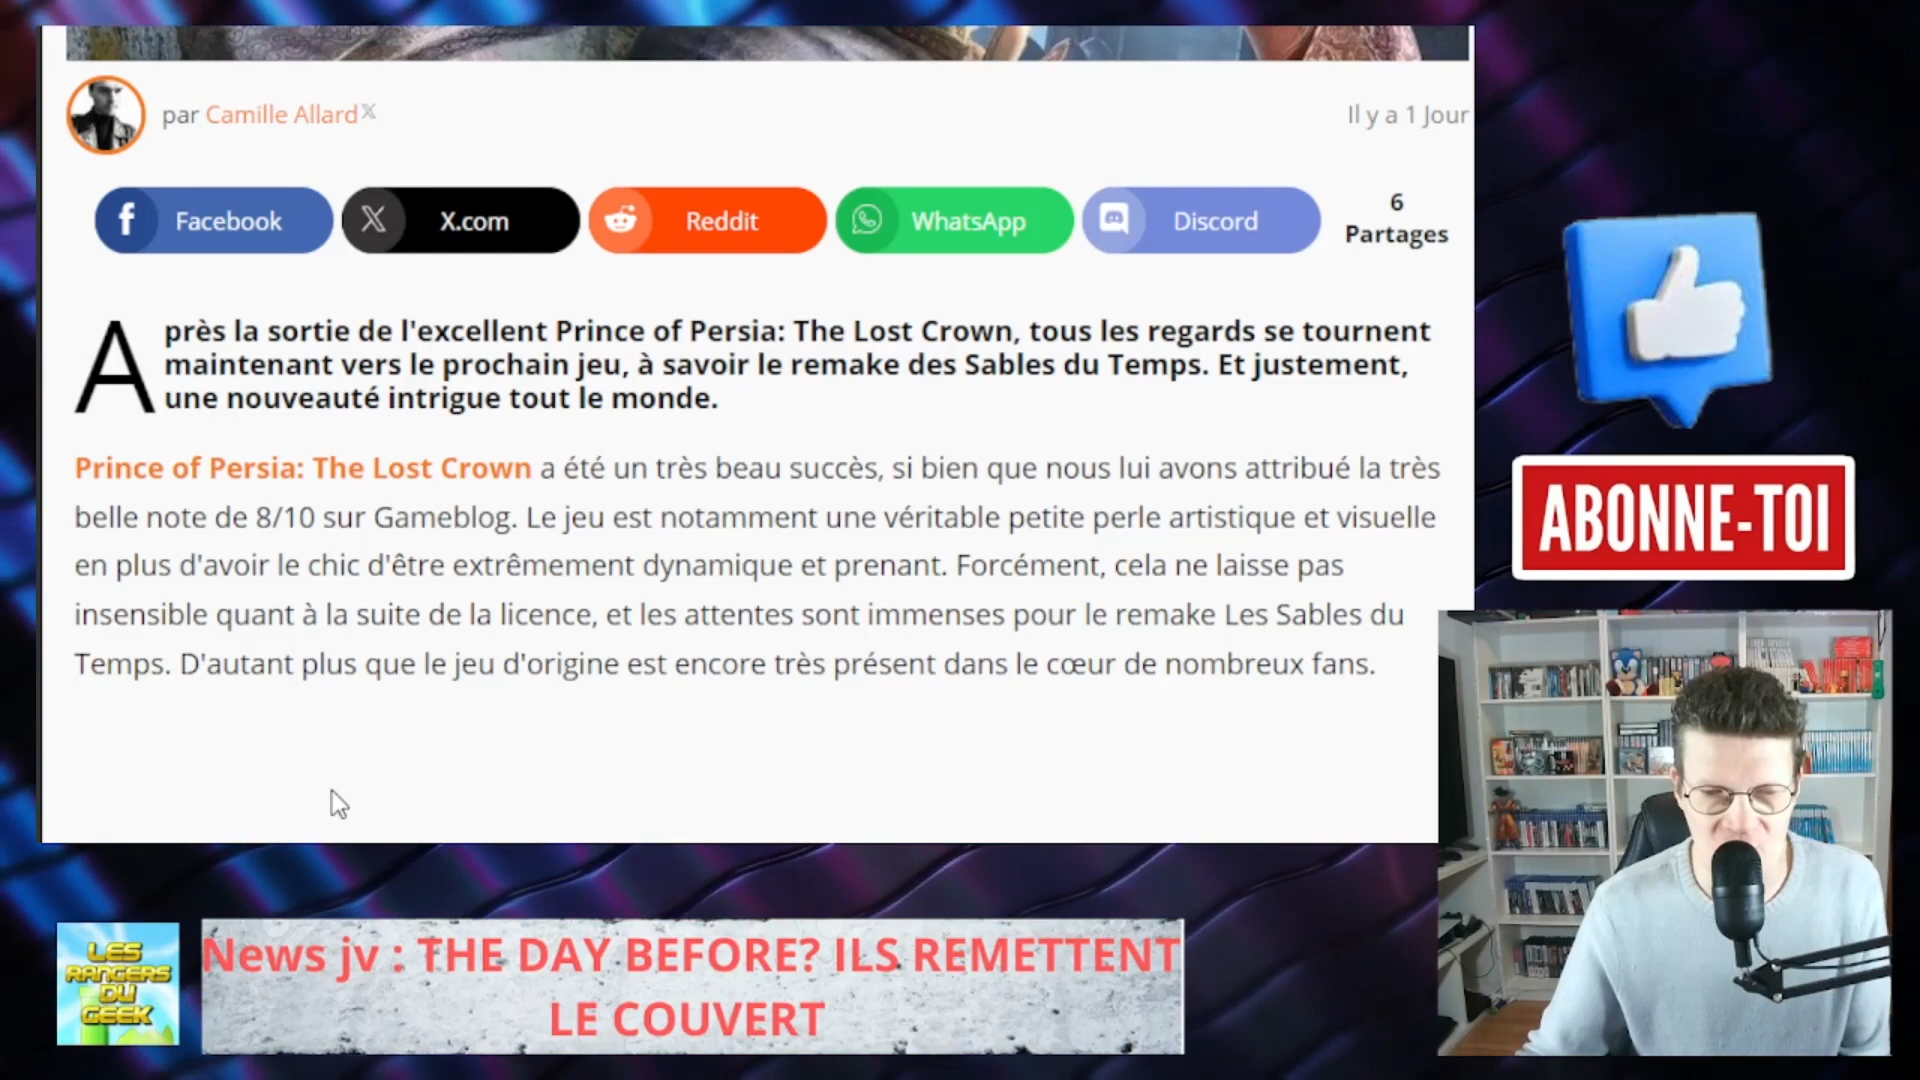 par Camille Allard
Il y a 1 Jour
Facebook
X.com
Reddit
WhatsApp
Discord
6
Partages
Après la sortie de l'excellent Prince of Persia: The Lost Crown, tous les regards se tournent
maintenant vers le prochain jeu, à savoir le remake des Sables du Temps. Et justement,
une nouveauté intrigue tout le monde.
Prince of Persia: The Lost Crown a été un très beau succès, si bien que nous lui avons attribué la très
belle note de 8/10 sur Gameblog. Le jeu est notamment une véritable petite perle artistique et visuelle
en plus d'avoir le chic d'être extrêmement dynamique et prenant. Forcément, cela ne laisse pas
insensible quant à la suite de la licence, et les attentes sont immenses pour le remake Les Sables du
Temps. D'autant plus que le jeu d'origine est encore très présent dans le cœur de nombreux fans.
ABONNE-TOI
LES
RANGERS
DU
GEEK
News jv : THE DAY BEFORE? ILS REMETTENT
LE COUVERT